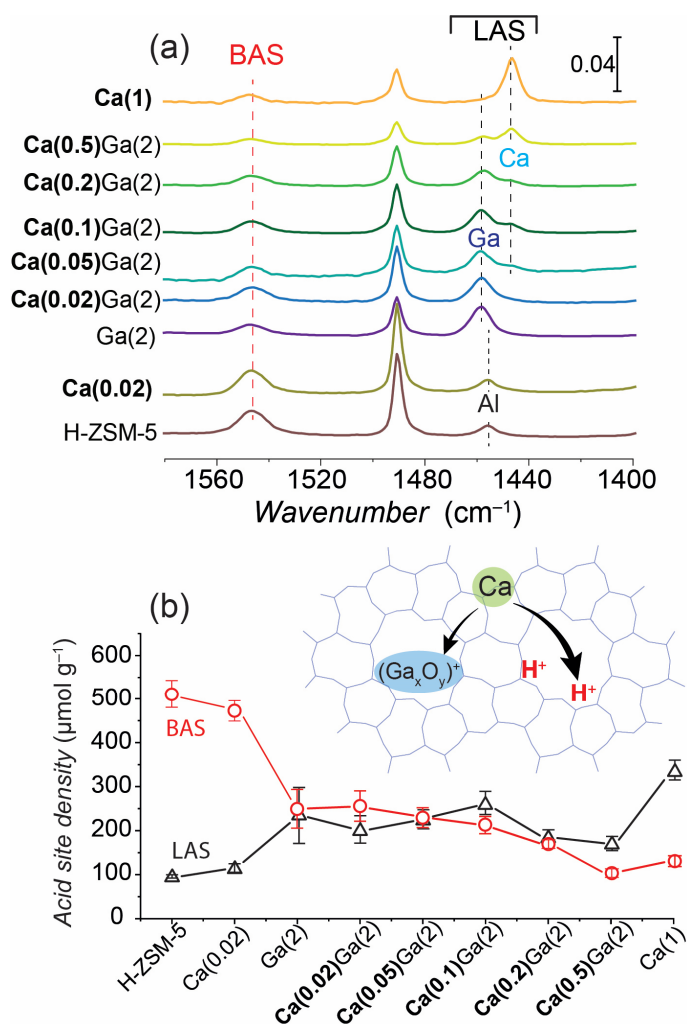 (a)
LAS
BAS
0.04
Ca(1)
Ca(0.5)Ga(2)
Ca
Ca(0.2)Ga(2)
Ca(0.1)Ga(2)
Ga
Ca(0.05)Ga(2)
Ca(0.02)Ga(2)
Ga(2)
Ca(0.02)
Al
H-ZSM-5
1560 1520 1480 1440 1400
Wavenumber (cm⁻¹)
(b)
Ca
(GaₓOᵧ)⁺
H⁺
H⁺
Acid site density (μmol g⁻¹)
600
500
400
300
200
100
0
BAS
LAS
H-ZSM-5
Ca(0.02)
Ga(2)
Ca(0.02)Ga(2)
Ca(0.05)Ga(2)
Ca(0.1)Ga(2)
Ca(0.2)Ga(2)
Ca(0.5)Ga(2)
Ca(1)